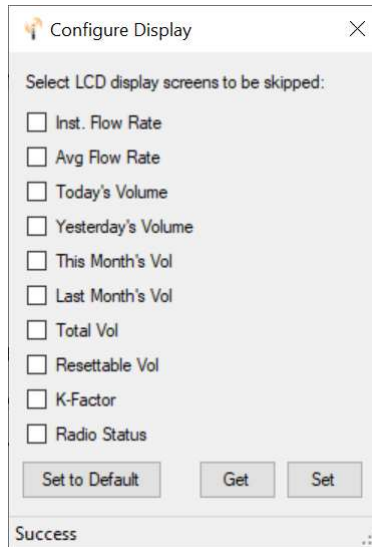 Configure Display
Select LCD display screens to be skipped:
Inst. Flow Rate
Avg Flow Rate
Today's Volume
Yesterday's Volume
This Month's Vol
Last Month's Vol
Total Vol
Resettable Vol
K-Factor
Radio Status
Set to Default Get Set
Success